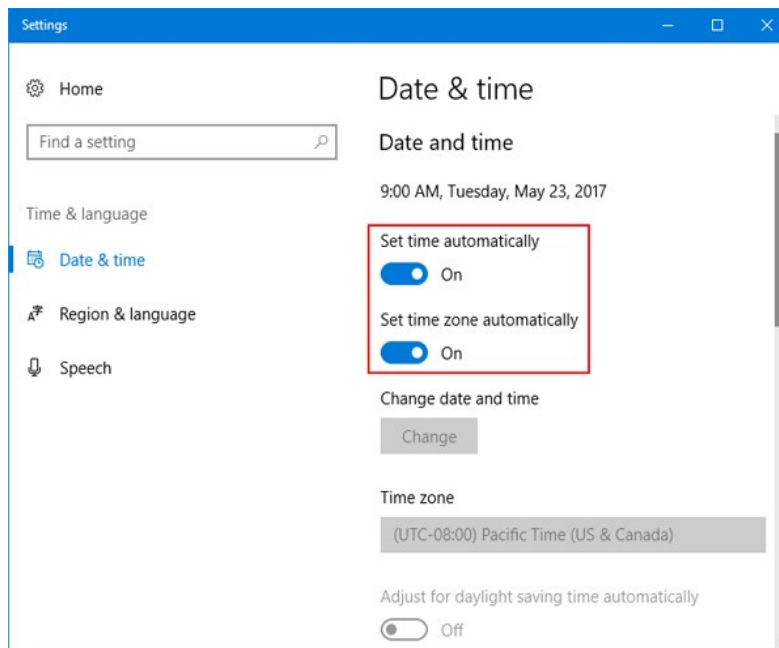 Settings
Home
Find a setting
Time & language
Date & time
Region & language
Speech
Date & time
Date and time
9:00 AM, Tuesday, May 23, 2017
Set time automatically
On
Set time zone automatically
On
Change date and time
Change
Time zone
(UTC-08:00) Pacific Time (US & Canada)
Adjust for daylight saving time automatically
Off